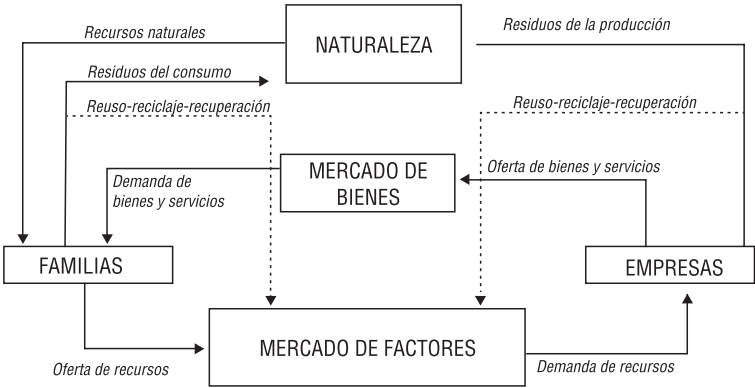 Recursos naturales
NATURALEZA
Residuos de la producción
Residuos del consumo
Reuso-reciclaje-recuperación
Reuso-reciclaje-recuperación
MERCADO DE
BIENES
Oferta de bienes y servicios
Demanda de
bienes y servicios
FAMILIAS
EMPRESAS
MERCADO DE FACTORES
Oferta de recursos
Demanda de recursos